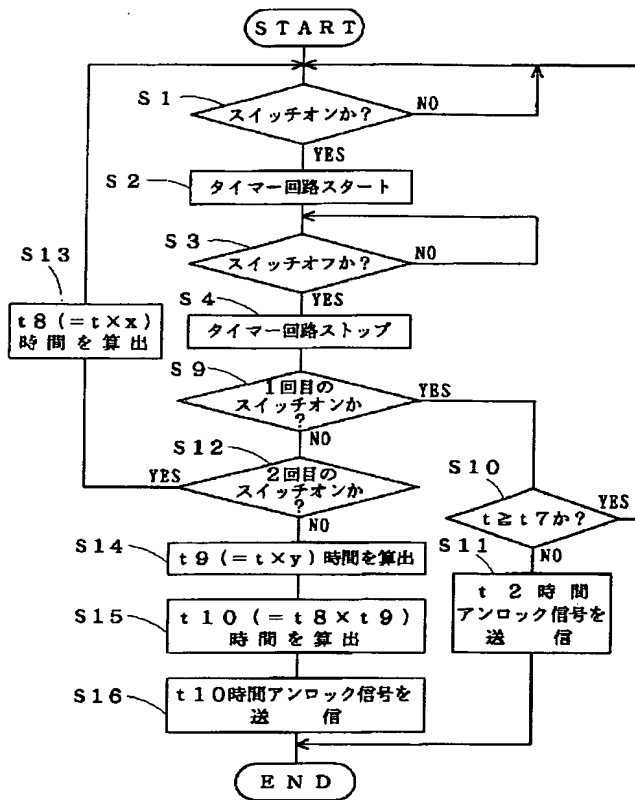 START
S1
スイッチオンか?
NO
YES
S2
タイマー回路スタート
S3
スイッチオフか?
NO
YES
S13
t8(=t×x)
時間を算出
S4
タイマー回路ストップ
S9
1回目の
スイッチオンか
?
YES
NO
S12
2回目の
スイッチオンか
?
YES
NO
S10
t≧t7か?
YES
NO
S11
t2時間
アンロック信号を
送信
S14
t9(=t×y)時間を算出
S15
t10(=t8×t9)
時間を算出
S16
t10時間アンロック信号を
送信
END